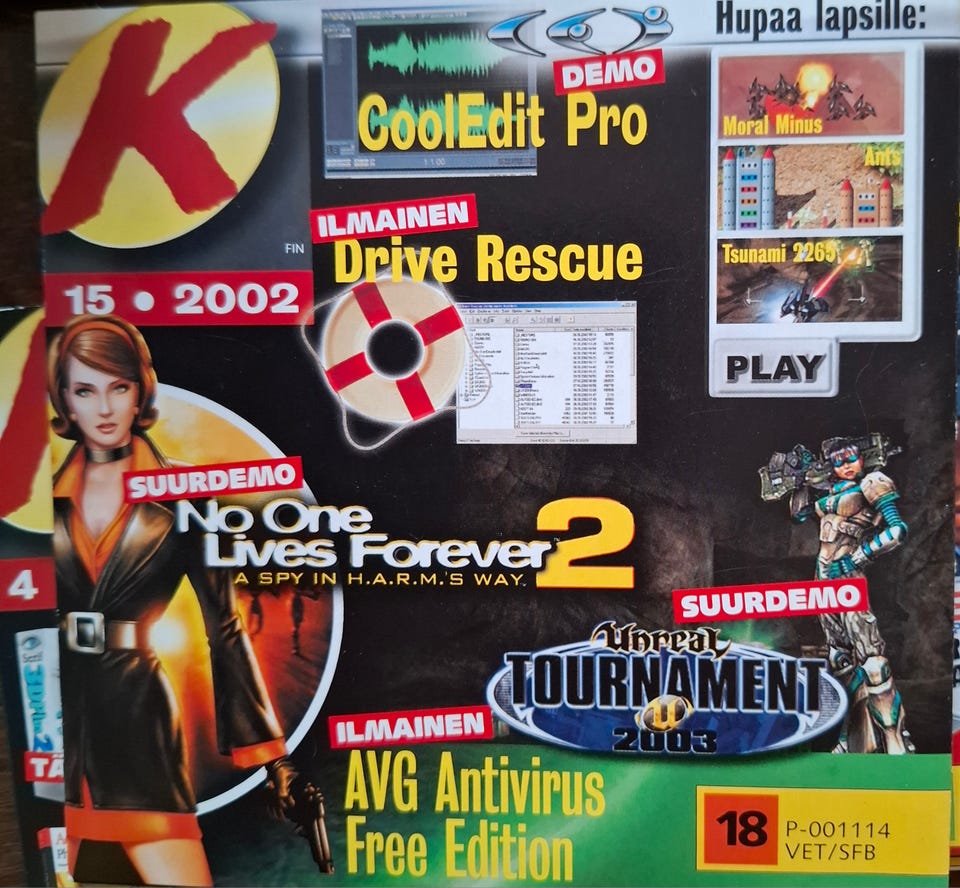 K
FIN
15 • 2002
DEMO
CoolEdit Pro
Hupaa lapsille:
Moral Minus
Ants
Tsunami 2265
PLAY
ILMAINEN
Drive Rescue
SUURDEMO
No One
Lives Forever 2
A SPY IN H.A.R.M.'S WAY.
SUURDEMO
Unreal
TOURNAMENT
2003
ILMAINEN
AVG Antivirus
Free Edition
18
P-001114
VET/SFB
4
TÄ